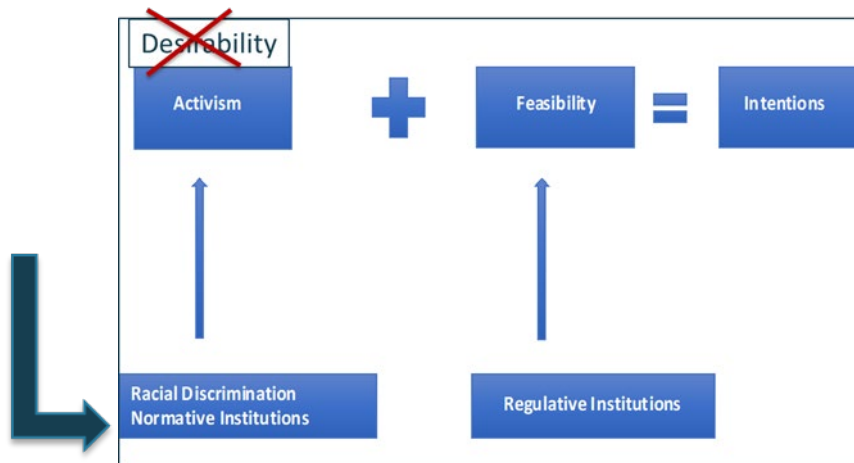 Desirability
Activism
Feasibility
Intentions
Racial Discrimination
Normative Institutions
Regulative Institutions